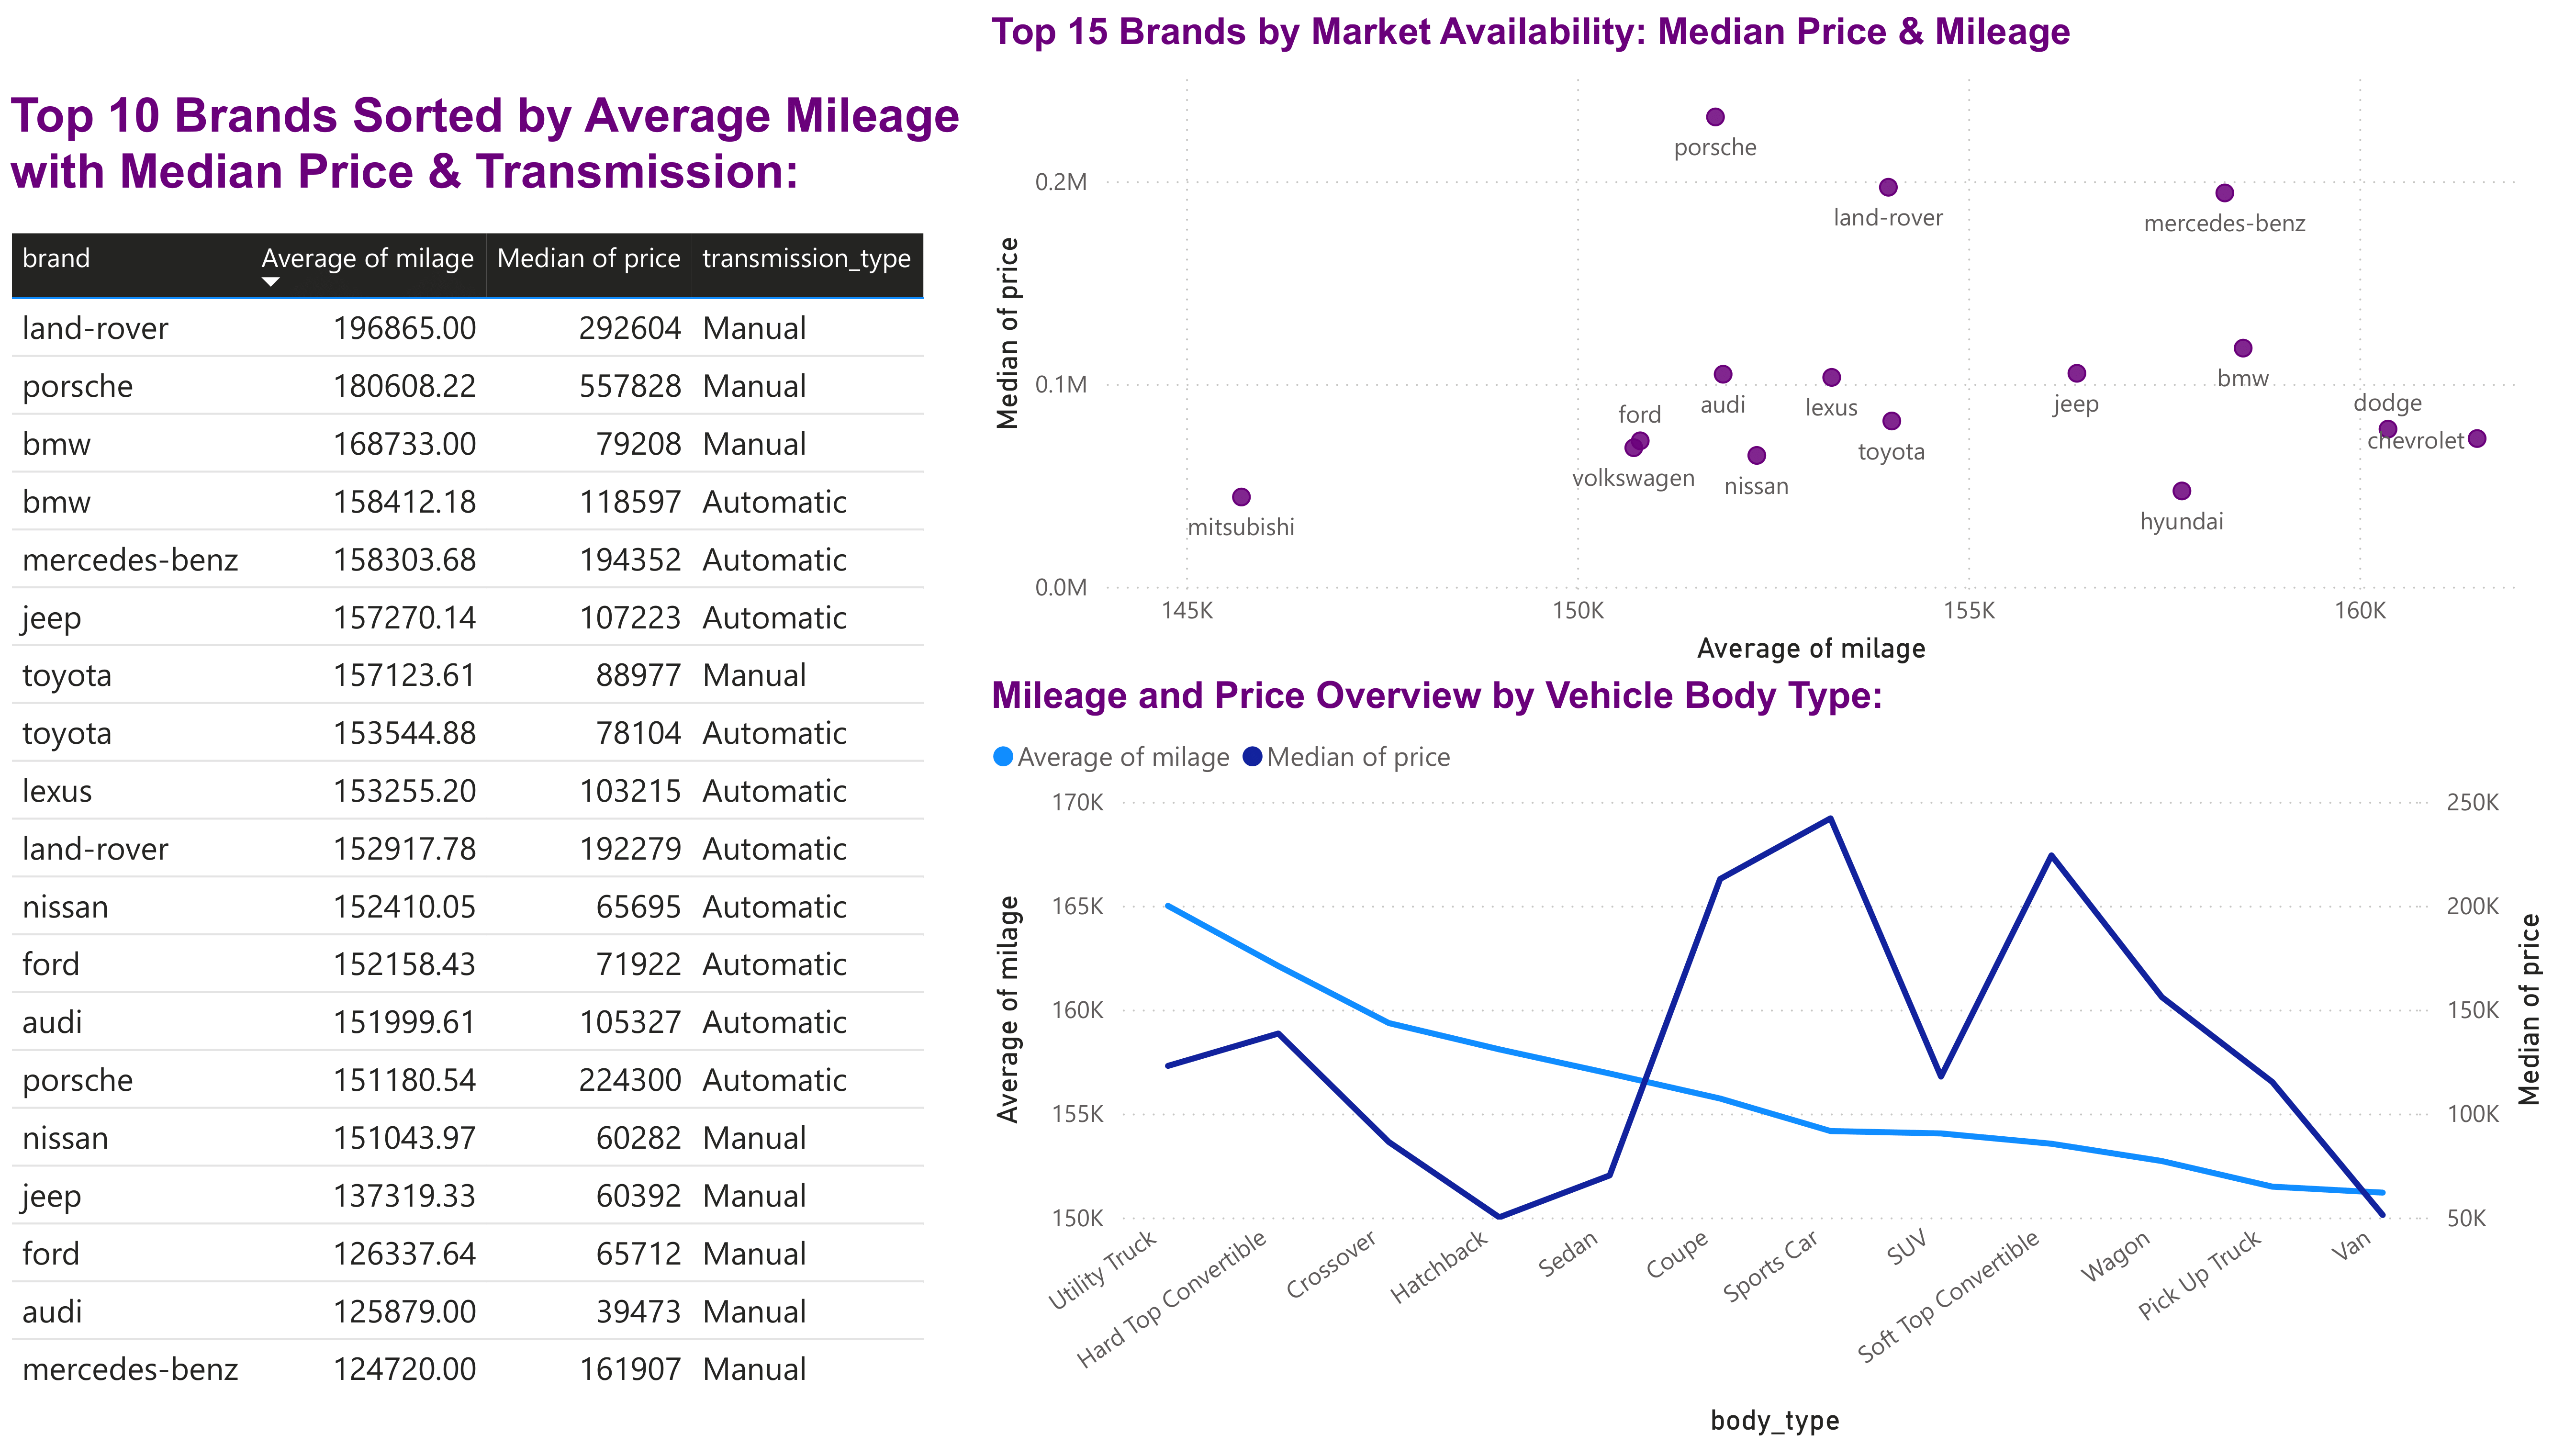 Top 10 Brands Sorted by Average Mileage
with Median Price & Transmission:
brand Average of milage Median of price transmission_type
land-rover 196865.00 292604 Manual
porsche 180608.22 557828 Manual
bmw 168733.00 79208 Manual
bmw 158412.18 118597 Automatic
mercedes-benz 158303.68 194352 Automatic
jeep 157270.14 107223 Automatic
toyota 157123.61 88977 Manual
toyota 153544.88 78104 Automatic
lexus 153255.20 103215 Automatic
land-rover 152917.78 192279 Automatic
nissan 152410.05 65695 Automatic
ford 152158.43 71922 Automatic
audi 151999.61 105327 Automatic
porsche 151180.54 224300 Automatic
nissan 151043.97 60282 Manual
jeep 137319.33 60392 Manual
ford 126337.64 65712 Manual
audi 125879.00 39473 Manual
mercedes-benz 124720.00 161907 Manual
Top 15 Brands by Market Availability: Median Price & Mileage
Median of price
0.2M
0.1M
0.0M
porsche
land-rover
mercedes-benz
bmw
jeep
audi
lexus
dodge
ford
chevrolet
toyota
volkswagen
nissan
hyundai
mitsubishi
145K 150K 155K 160K
Average of milage
Mileage and Price Overview by Vehicle Body Type:
Average of milage Median of price
Average of milage
170K
165K
160K
155K
150K
250K
200K
150K
100K
50K
Median of price
Utility Truck
Hard Top Convertible
Crossover
Hatchback
Sedan
Coupe
Sports Car
SUV
Soft Top Convertible
Wagon
Pick Up Truck
Van
body_type